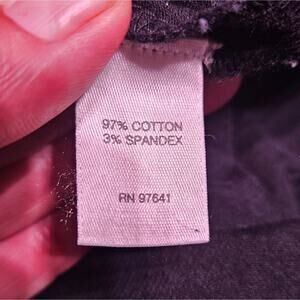 97% COTTON
3% SPANDEX
RN 97641